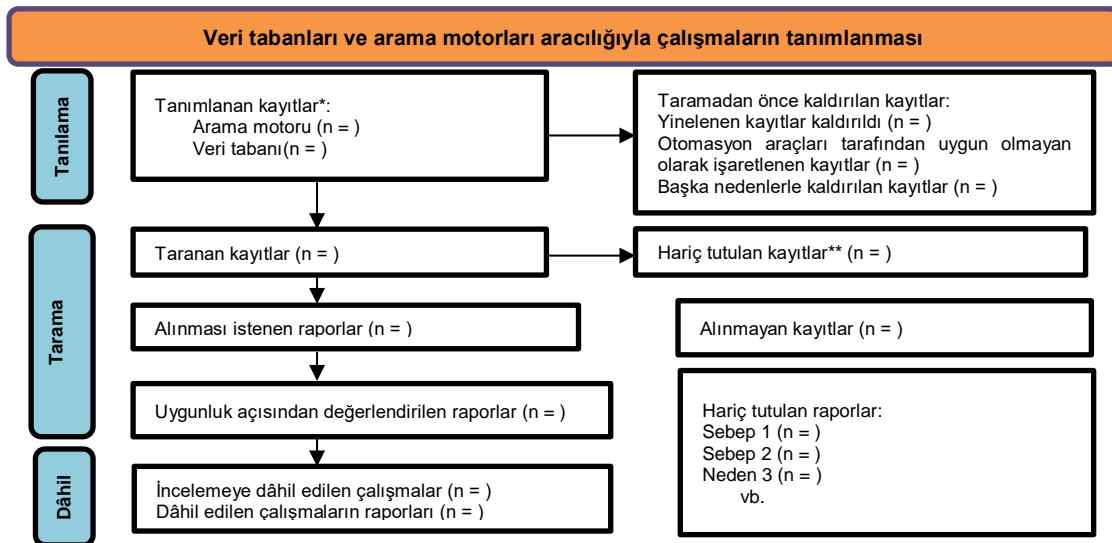 Veri tabanları ve arama motorları aracılığıyla çalışmaların tanımlanması
Tanılama
Tanımlanan kayıtlar*:
Arama motoru (n = )
Veri tabanı(n = )
Taramadan önce kaldırılan kayıtlar:
Yinelenen kayıtlar kaldırıldı (n = )
Otomasyon araçları tarafından uygun olmayan
olarak işaretlenen kayıtlar (n = )
Başka nedenlerle kaldırılan kayıtlar (n = )
Tarama
Taranan kayıtlar (n = )
Hariç tutulan kayıtlar** (n = )
Alınması istenen raporlar (n = )
Alınmayan kayıtlar (n = )
Uygunluk açısından değerlendirilen raporlar (n = )
Hariç tutulan raporlar:
Sebep 1 (n = )
Sebep 2 (n = )
Neden 3 (n = )
vb.
Dâhil
İncelemeye dâhil edilen çalışmalar (n = )
Dâhil edilen çalışmaların raporları (n = )